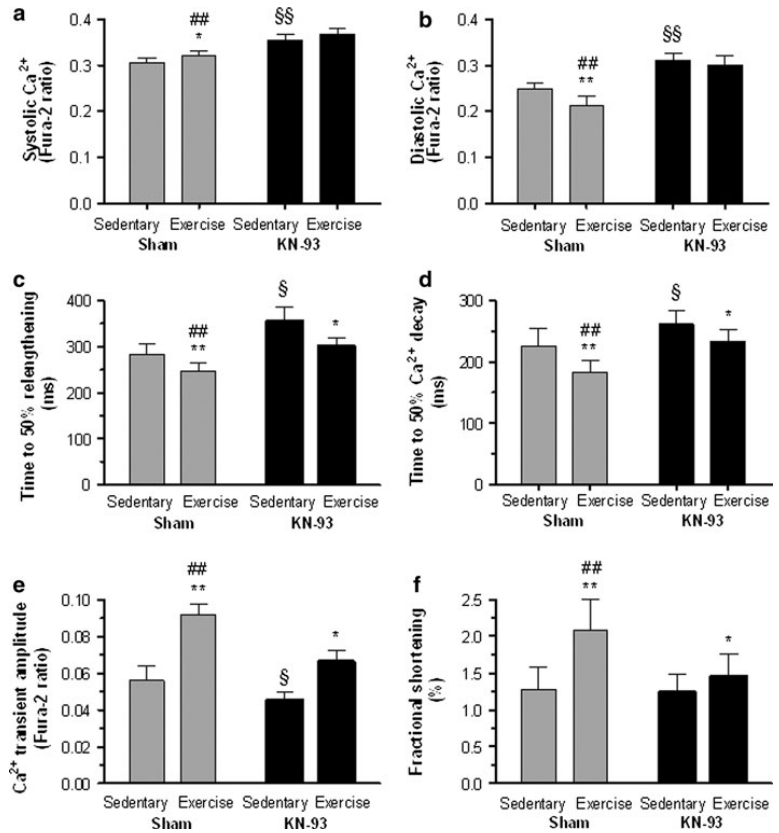 a
Systolic Ca²⁺
(Fura-2 ratio)
0.4
0.3
0.2
0.1
0.0
##
*
§§
Sedentary Exercise Sedentary Exercise
Sham KN-93
b
Diastolic Ca²⁺
(Fura-2 ratio)
0.4
0.3
0.2
0.1
0.0
##
**
§§
Sedentary Exercise Sedentary Exercise
Sham KN-93
c
Time to 50% relengthening
(ms)
400
300
200
100
0
##
**
§
*
Sedentary Exercise Sedentary Exercise
Sham KN-93
d
Time to 50% Ca²⁺ decay
(ms)
300
200
100
0
##
**
§
*
Sedentary Exercise Sedentary Exercise
Sham KN-93
e
Ca²⁺ transient amplitude
(Fura-2 ratio)
0.10
0.08
0.06
0.04
0.02
0.00
##
**
§
*
Sedentary Exercise Sedentary Exercise
Sham KN-93
f
Fractional shortening
(%)
2.5
2.0
1.5
1.0
0.5
0.0
##
**
*
Sedentary Exercise Sedentary Exercise
Sham KN-93